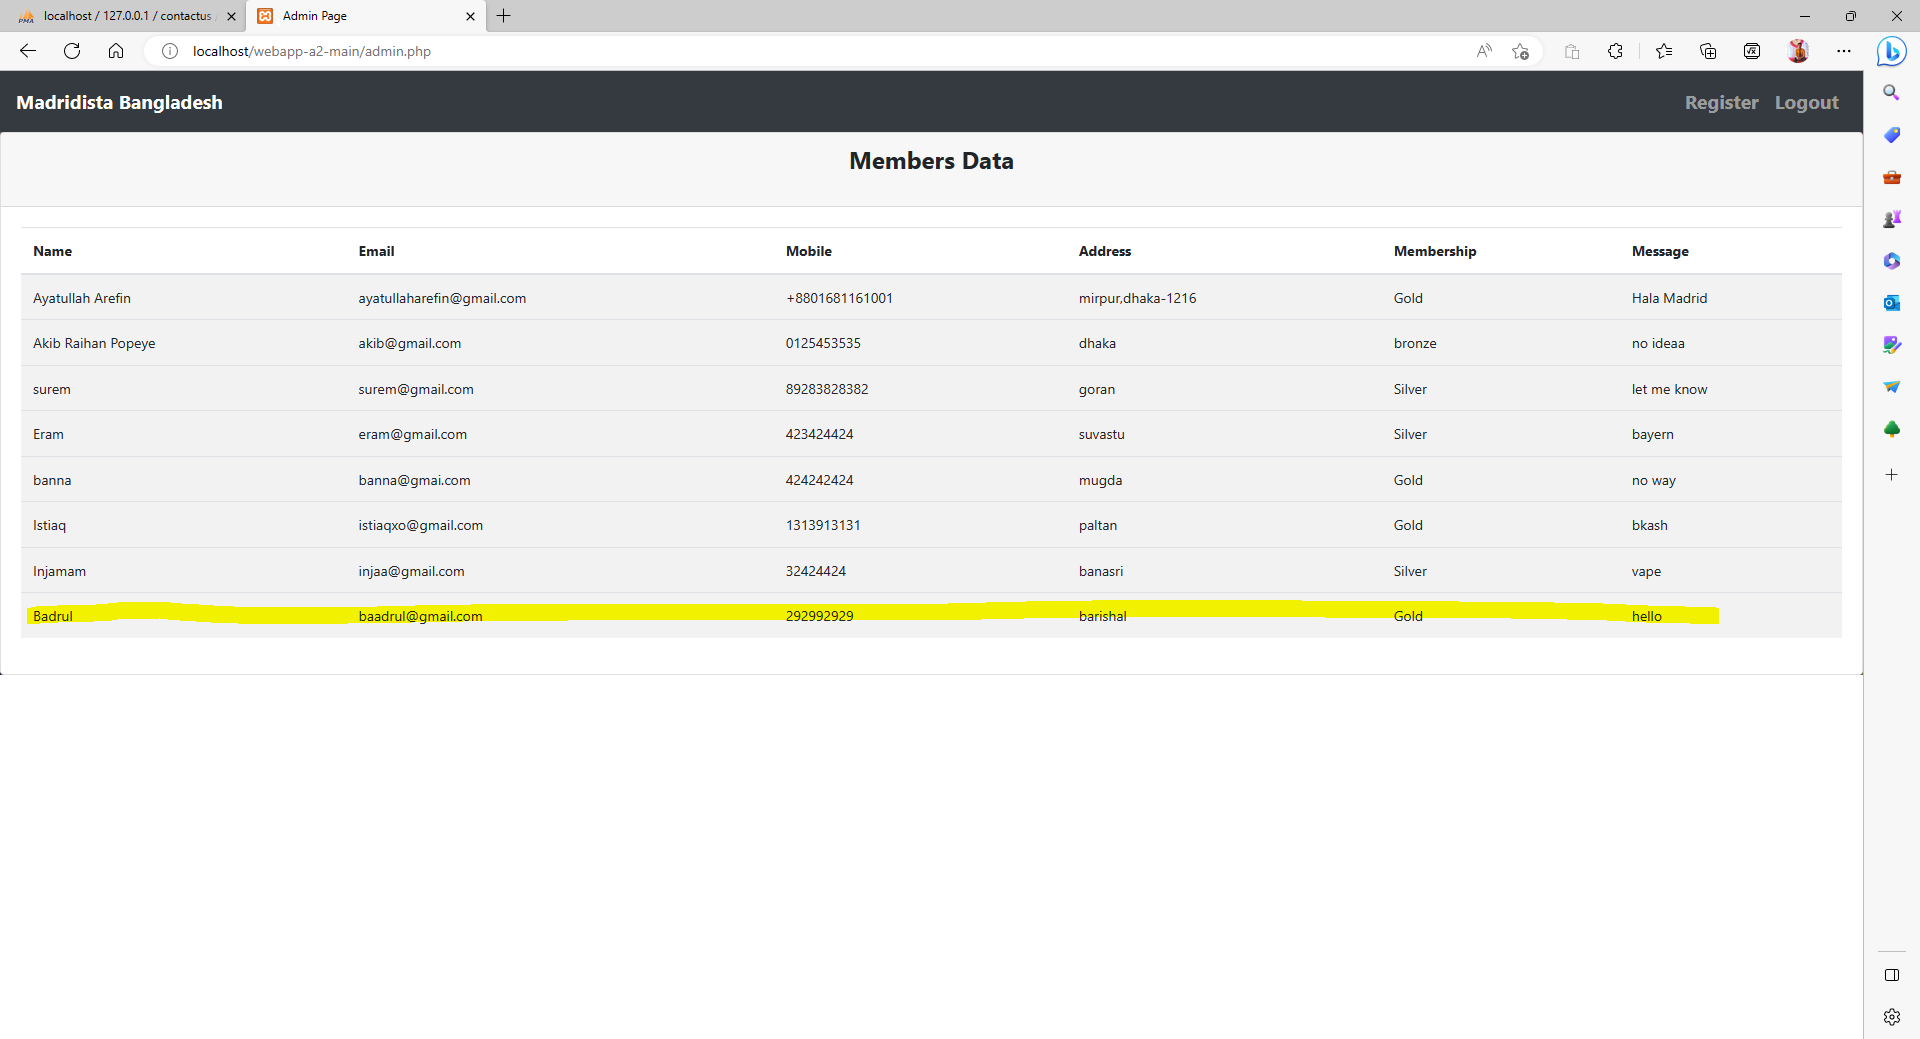 localhost / 127.0.0.1 / contactus
Admin Page
localhost/webapp-a2-main/admin.php
Madridista Bangladesh Register Logout
Members Data
Name Email Mobile Address Membership Message
Ayatullah Arefin ayatullaharefin@gmail.com +8801681161001 mirpur,dhaka-1216 Gold Hala Madrid
Akib Raihan Popeye akib@gmail.com 0125453535 dhaka bronze no ideaa
surem surem@gmail.com 89283828382 goran Silver let me know
Eram eram@gmail.com 423424424 suvastu Silver bayern
banna banna@gmai.com 424242424 mugda Gold no way
Istiaq istiaqxo@gmail.com 1313913131 paltan Gold bkash
Injamam injaa@gmail.com 32424424 banasri Silver vape
Badrul baadrul@gmail.com 292992929 barishal Gold hello